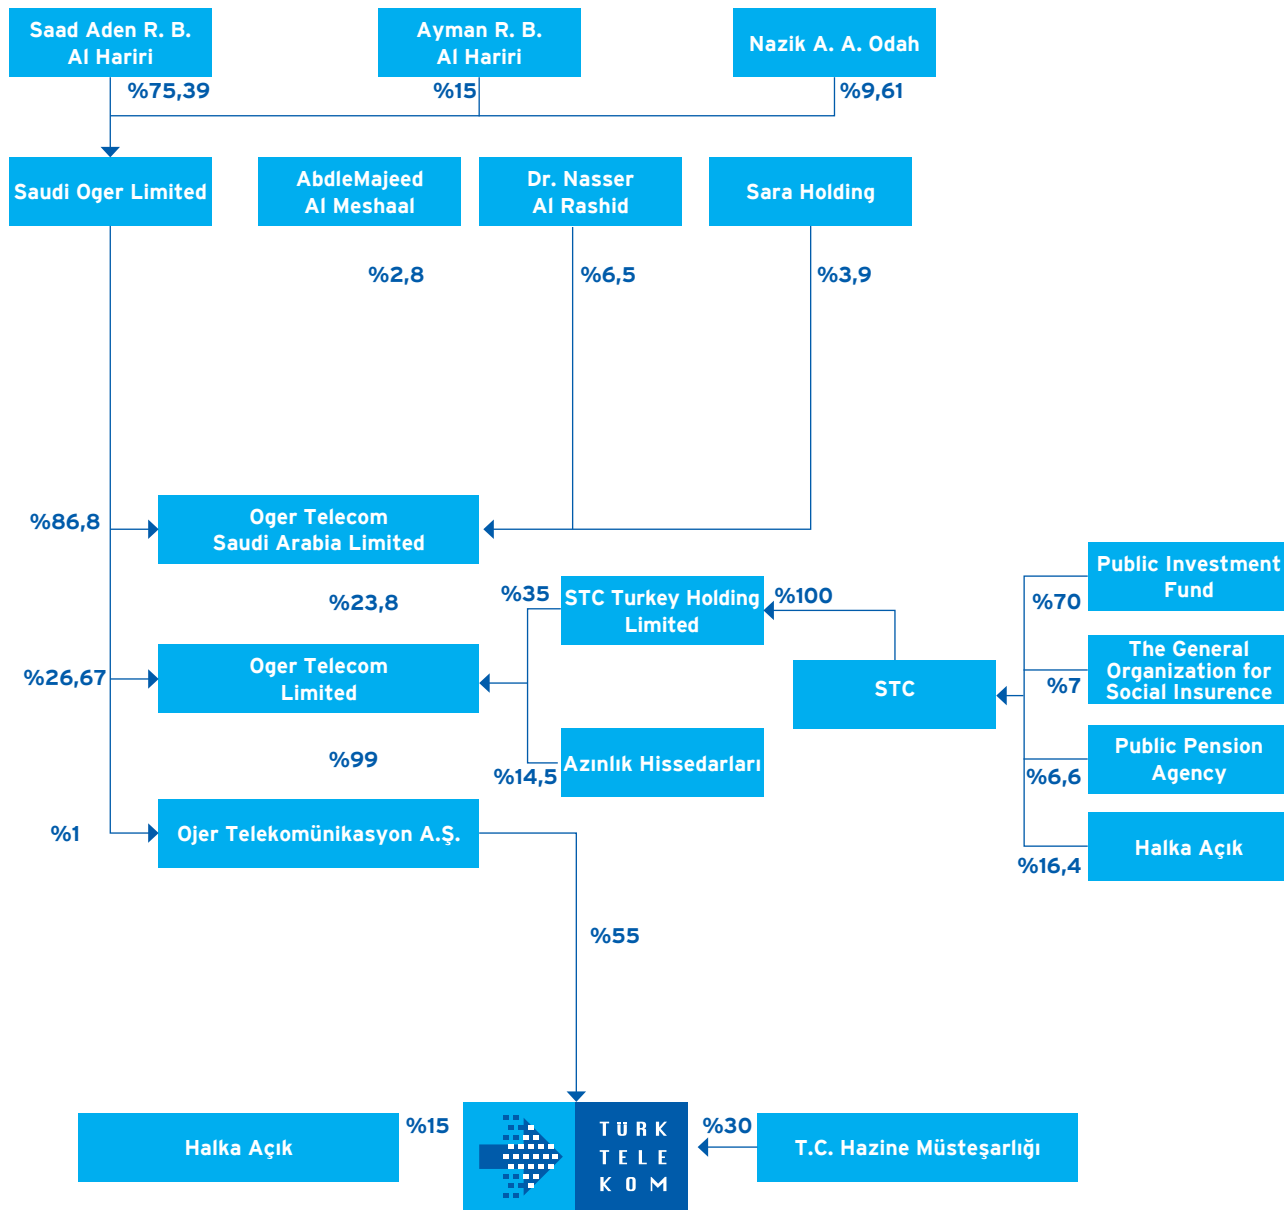 Saad Aden R. B.
Al Hariri
Ayman R. B.
Al Hariri
Nazik A. A. Odah
%75,39
%15
%9,61
Saudi Oger Limited
AbdleMajeed
Al Meshaal
Dr. Nasser
Al Rashid
Sara Holding
%2,8
%6,5
%3,9
%86,8
Oger Telecom
Saudi Arabia Limited
%23,8
%35
STC Turkey Holding
Limited
%100
Public Investment
Fund
%70
%26,67
Oger Telecom
Limited
STC
The General
Organization for
Social Insurence
%7
%99
%14,5
Azınlık Hissedarları
Public Pension
Agency
%6,6
%1
Ojer Telekomünikasyon A.Ş.
Halka Açık
%16,4
%55
Halka Açık
%15
TÜRK
TELE
KOM
%30
T.C. Hazine Müsteşarlığı